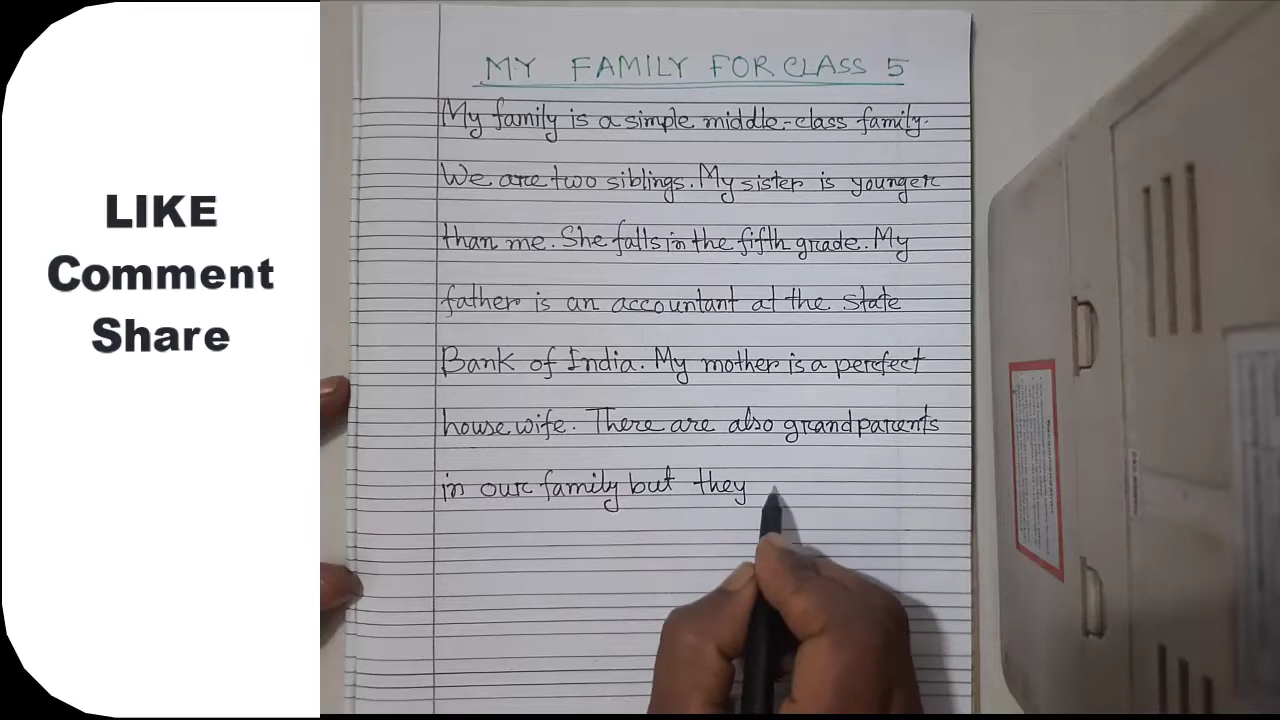 LIKE
Comment
Share
MY FAMILY FOR CLASS 5
My family is a simple middle-class family.
We are two siblings. My sister is younger
than me. She falls in the fifth grade. My
father is an accountant at the State
Bank of India. My mother is a perfect
housewife. There are also grandparents
in our family but they